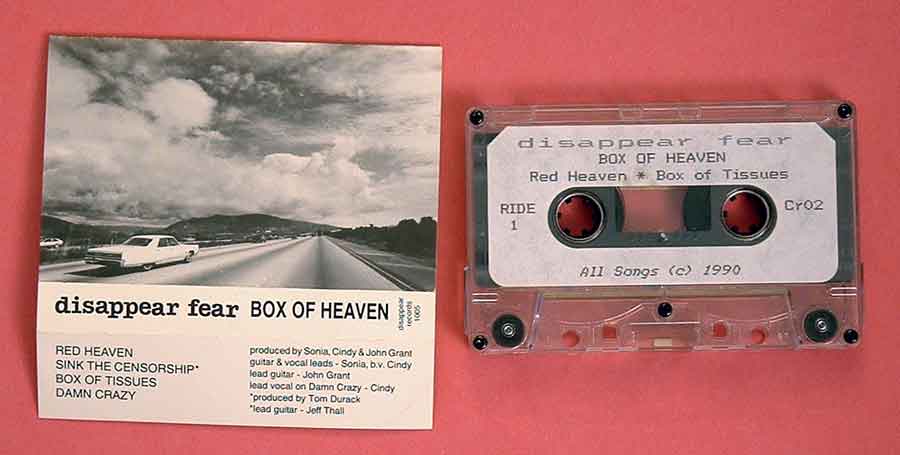 disappear fear BOX OF HEAVEN
disappear
records
1005
RED HEAVEN
SINK THE CENSORSHIP*
BOX OF TISSUES
DAMN CRAZY
produced by Sonia, Cindy & John Grant
guitar & vocal leads - Sonia, b.v. Cindy
lead guitar - John Grant
lead vocal on Damn Crazy - Cindy
*produced by Tom Durack
*lead guitar - Jeff Thall
disappear fear
BOX OF HEAVEN
Red Heaven * Box of Tissues
RIDE
1
CrO2
All Songs (c) 1990